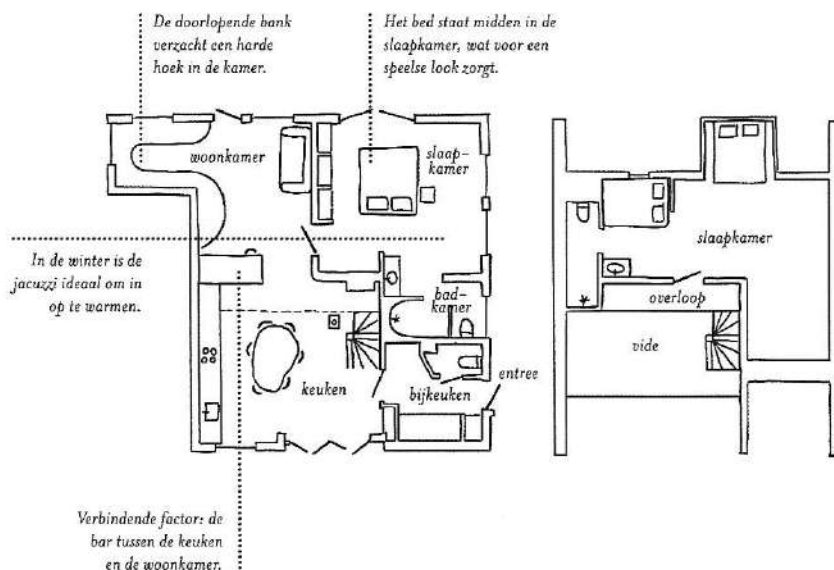 De doorlopende bank
verzacht een harde
hoek in de kamer.
Het bed staat midden in de
slaapkamer, wat voor een
speelse look zorgt.
woonkamer
slaap-
kamer
slaapkamer
In de winter is de
jacuzzi ideaal om in
op te warmen.
bad-
kamer
overloop
vide
keuken
bijkeuken
entree
Verbindende factor: de
bar tussen de keuken
en de woonkamer.